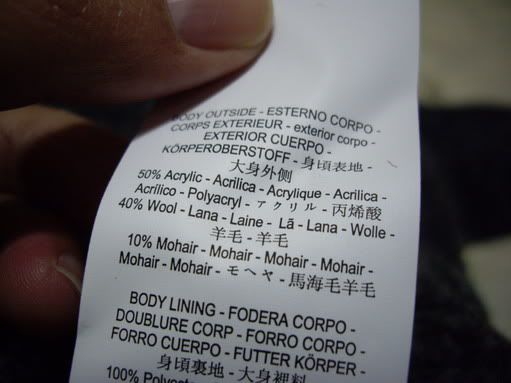 BODY OUTSIDE - ESTERNO CORPO -
CORPS EXTERIEUR - exterior corpo -
EXTERIOR CUERPO -
KÖRPEROBERSTOFF - 身頃表地 -
大身外側
50% Acrylic - Acrilica - Acrylique - Acrilica -
Acrílico - Polyacryl - アクリル - 丙烯酸
40% Wool - Lana - Laine - Lã - Lana - Wolle -
羊毛 - 羊毛
10% Mohair - Mohair - Mohair - Mohair -
Mohair - Mohair - モヘヤ - 馬海毛羊毛
BODY LINING - FODERA CORPO -
DOUBLURE CORP - FORRO CORPO -
FORRO CUERPO - FUTTER KÖRPER -
身頃裏地 - 大身裡料
100%